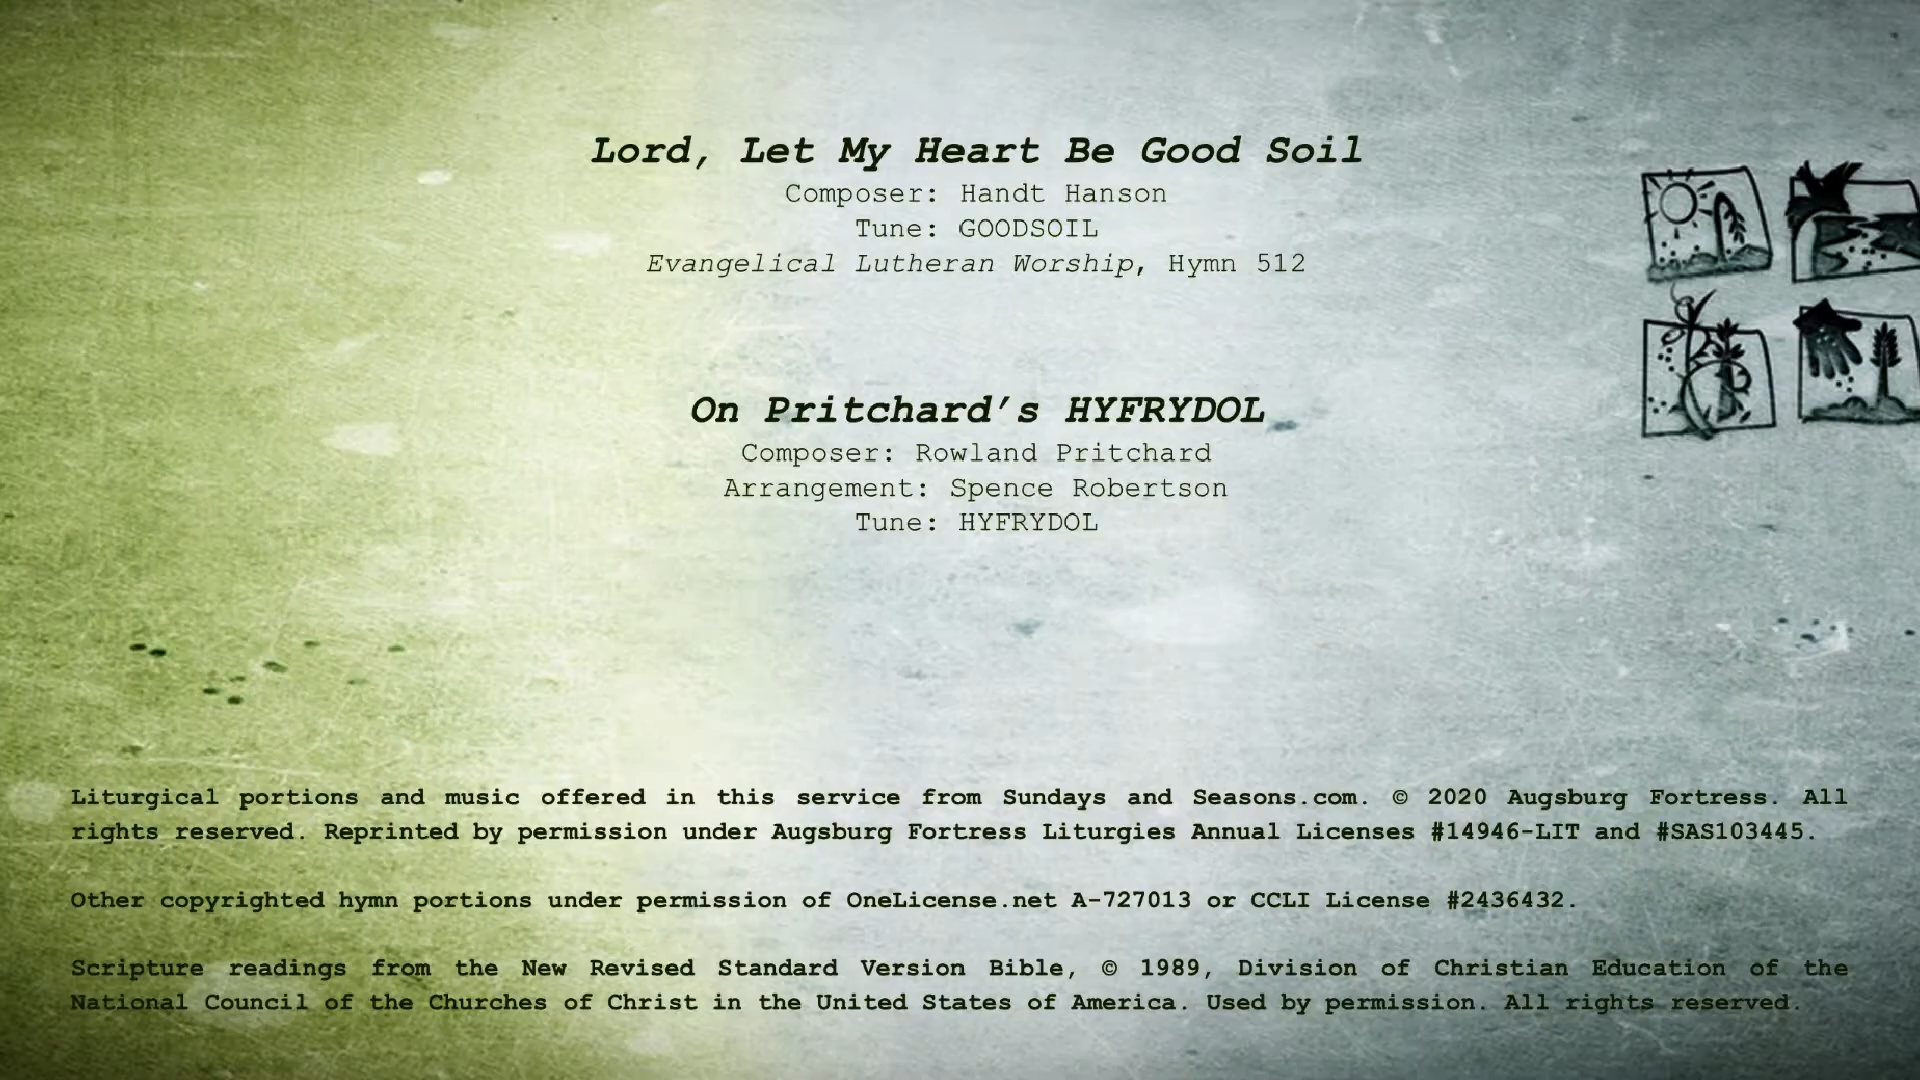 Lord, Let My Heart Be Good Soil
Composer: Handt Hanson
Tune: GOODSOIL
Evangelical Lutheran Worship, Hymn 512
On Pritchard’s HYFRYDOL
Composer: Rowland Pritchard
Arrangement: Spence Robertson
Tune: HYFRYDOL
Liturgical portions and music offered in this service from Sundays and Seasons.com. © 2020 Augsburg Fortress. All
rights reserved. Reprinted by permission under Augsburg Fortress Liturgies Annual Licenses #14946-LIT and #SAS103445.
Other copyrighted hymn portions under permission of OneLicense.net A-727013 or CCLI License #2436432.
Scripture readings from the New Revised Standard Version Bible, © 1989, Division of Christian Education of the
National Council of the Churches of Christ in the United States of America. Used by permission. All rights reserved.